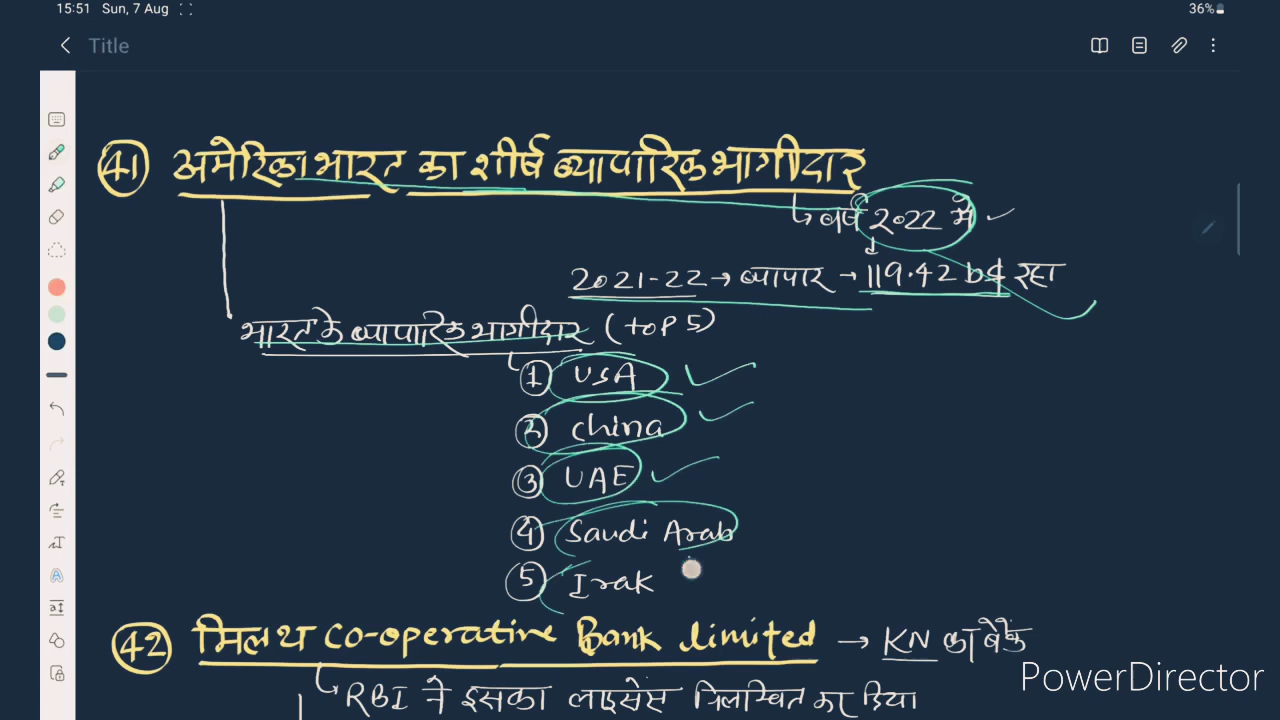 15:51 Sun, 7 Aug 36%
Title
41 अमेरिका भारत का शीर्ष व्यापारिक भागीदार
↳ वर्ष 2022 में
2021-22 → व्यापार → 119.42 bq रहा
भारत के व्यापारिक भागीदार (top 5)
1 USA
2 China
3 UAE
4 Saudi Arab
5 Irak
42 मिलथ Co-operative Bank limited → KN का बैंक
↳ RBI ने इसका लाइसेंस निलम्बित कर दिया
PowerDirector